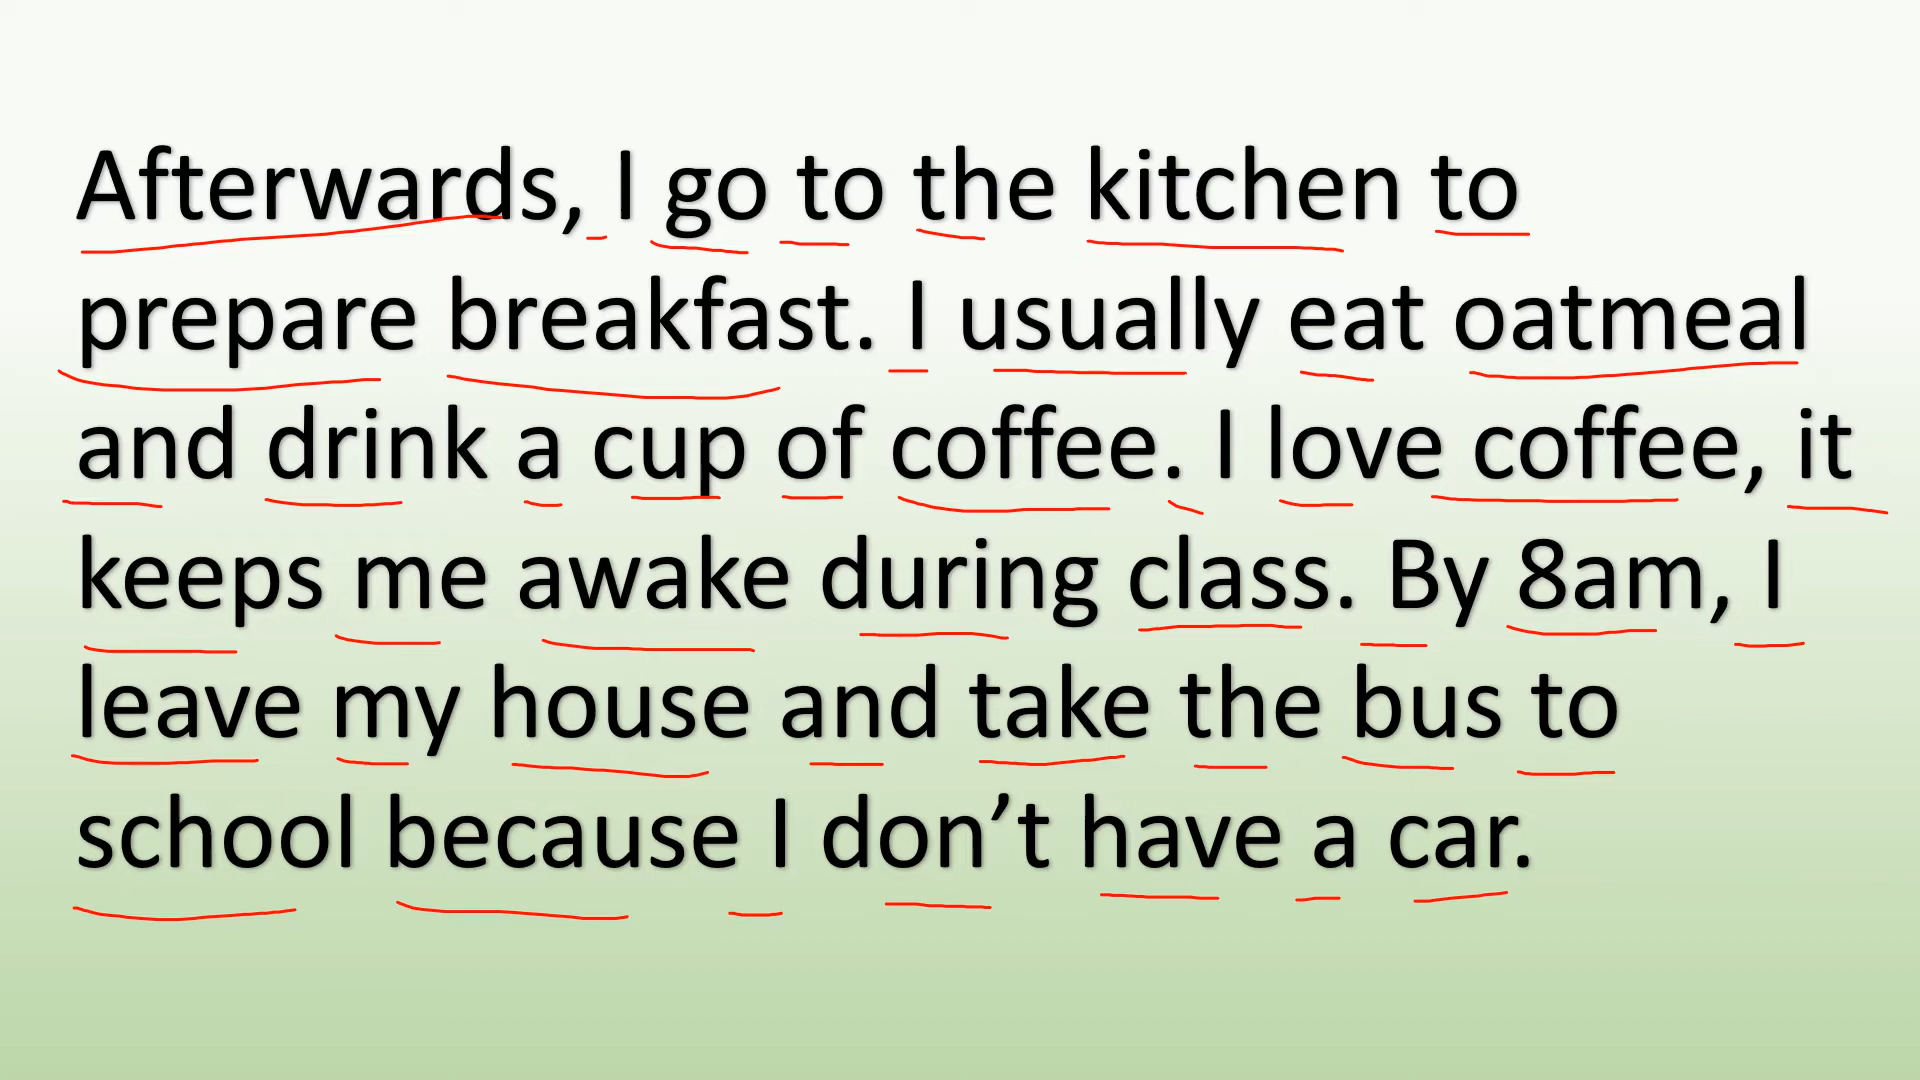 Afterwards, I go to the kitchen to
prepare breakfast. I usually eat oatmeal
and drink a cup of coffee. I love coffee, it
keeps me awake during class. By 8am, I
leave my house and take the bus to
school because I don’t have a car.